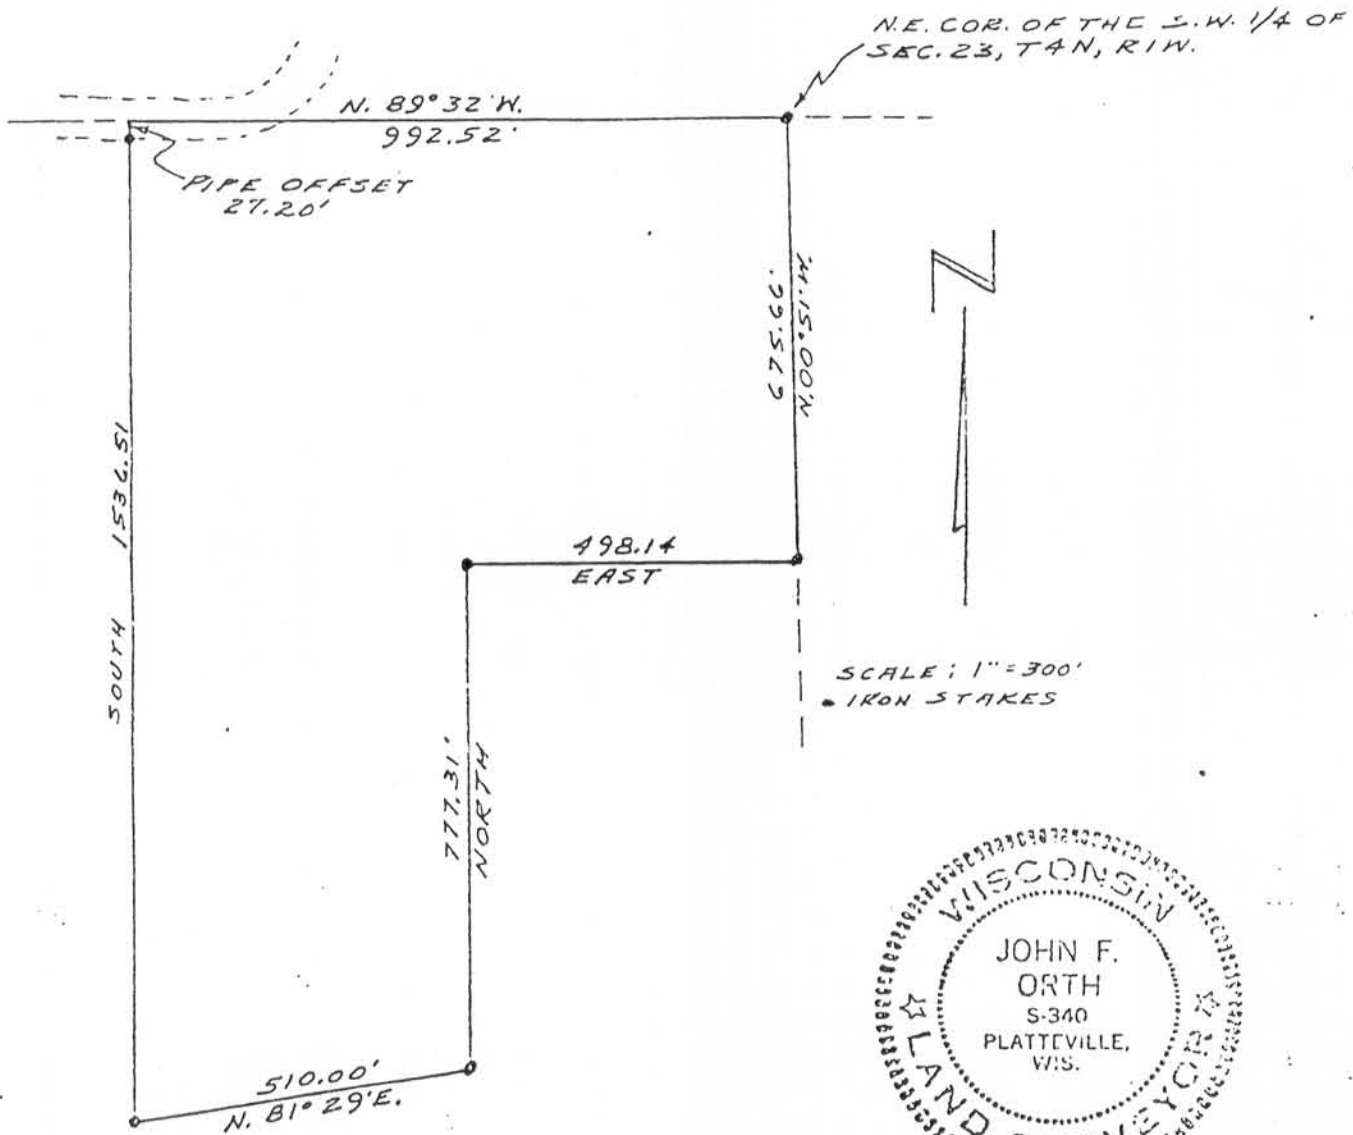 N.E. COR. OF THE S.W. 1/4 OF
SEC. 23, T4N, R1W.
N. 89° 32' W.
992.52'
PIPE OFFSET
27.20'
N.00°51'W.
675.66'
SOUTH 1536.51
498.14
EAST
SCALE: 1" = 300'
IRON STAKES
777.31'
NORTH
510.00'
N. 81° 29' E.
WISCONSIN
JOHN F.
ORTH
S-340
PLATTEVILLE,
WIS.
LAND